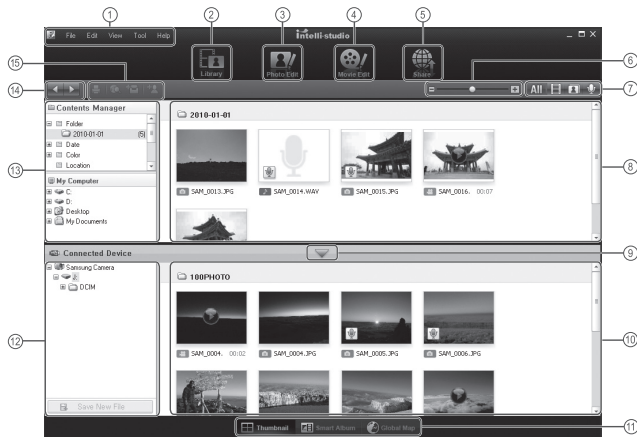 1
2
3
4
5
6
7
8
9
10
11
12
13
14
15
File Edit View Tool Help
Intelli-studio
Library
Photo Edit
Movie Edit
Share
All
Contents Manager
Folder
2010-01-01 (5)
Date
Color
Location
My Computer
C:
D:
Desktop
My Documents
2010-01-01
SAM_0013.JPG
SAM_0014.WAV
SAM_0015.JPG
SAM_0016. 00:07
Connected Device
Samsung Camera
DCIM
Save New File
100PHOTO
SAM_0004. 00:02
SAM_0004.JPG
SAM_0005.JPG
SAM_0006.JPG
Thumbnail
Smart Album
Global Map